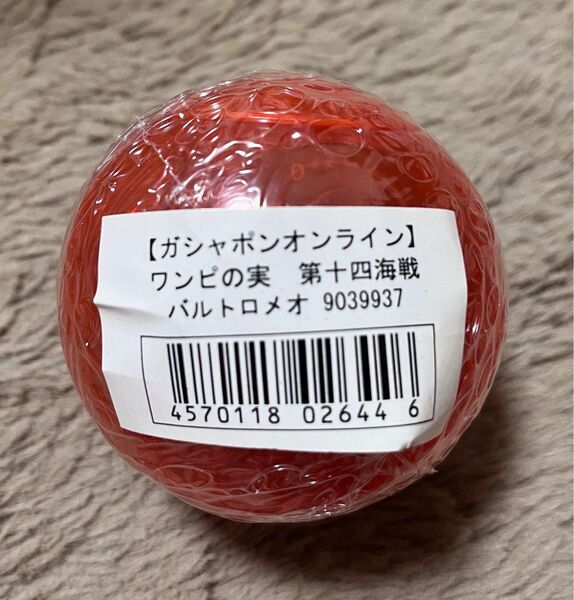 【ガシャポンオンライン】
ワンピの実　第十四海戦
バルトロメオ 9039937
4570118 02644 6